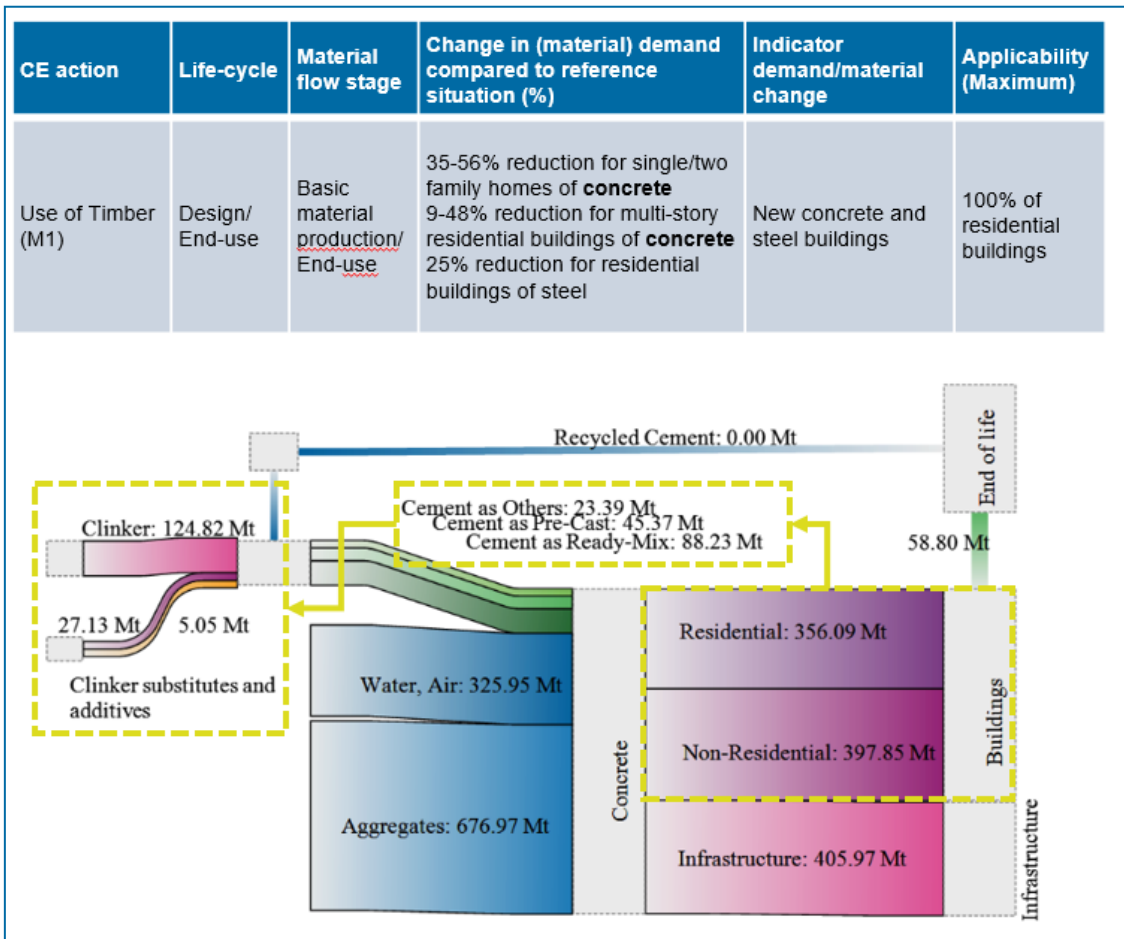 CE action
Life-cycle
Material
flow stage
Change in (material) demand
compared to reference
situation (%)
Indicator
demand/material
change
Applicability
(Maximum)
Use of Timber
(M1)
Design/
End-use
Basic
material
production/
End-use
35-56% reduction for single/two
family homes of concrete
9-48% reduction for multi-story
residential buildings of concrete
25% reduction for residential
buildings of steel
New concrete and
steel buildings
100% of
residential
buildings
Recycled Cement: 0.00 Mt
End of life
Clinker: 124.82 Mt
Cement as Others: 23.39 Mt
Cement as Pre-Cast: 45.37 Mt
Cement as Ready-Mix: 88.23 Mt
58.80 Mt
27.13 Mt
5.05 Mt
Clinker substitutes and
additives
Water, Air: 325.95 Mt
Aggregates: 676.97 Mt
Concrete
Residential: 356.09 Mt
Non-Residential: 397.85 Mt
Infrastructure: 405.97 Mt
Buildings
Infrastructure